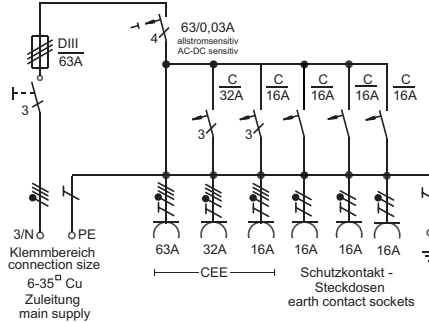 DIII
63A
3
4
63/0,03A
allstromsensitiv
AC-DC sensitiv
C
32A
C
16A
C
16A
C
16A
C
16A
3
3
3/N
PE
63A
32A
16A
16A
16A
16A
Klemmbereich
connection size
6-35□ Cu
Zuleitung
main supply
CEE
Schutzkontakt -
Steckdosen
earth contact sockets